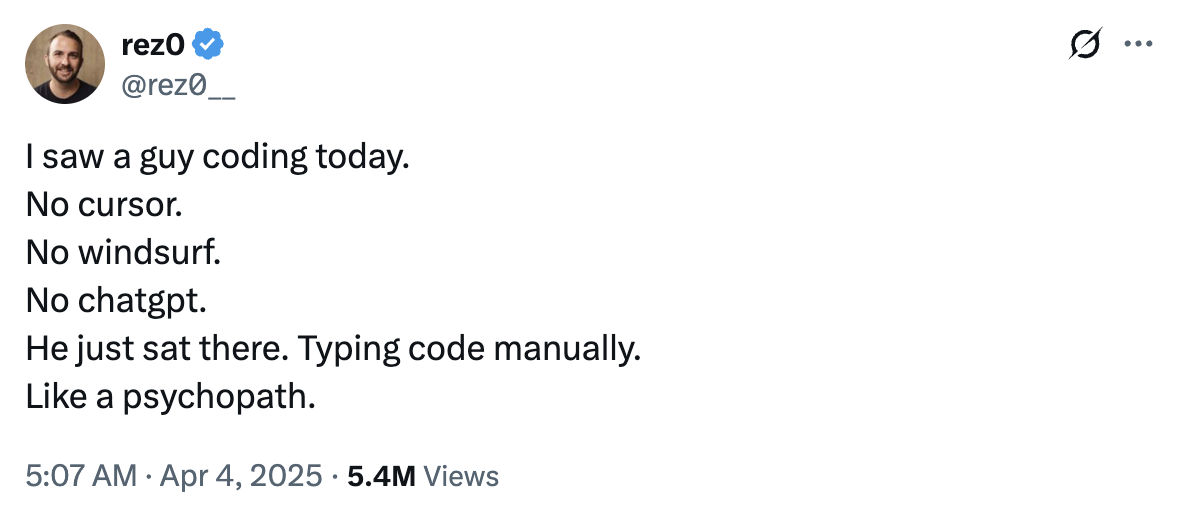 rez0
@rez0__
I saw a guy coding today.
No cursor.
No windsurf.
No chatgpt.
He just sat there. Typing code manually.
Like a psychopath.
5:07 AM · Apr 4, 2025 · 5.4M Views